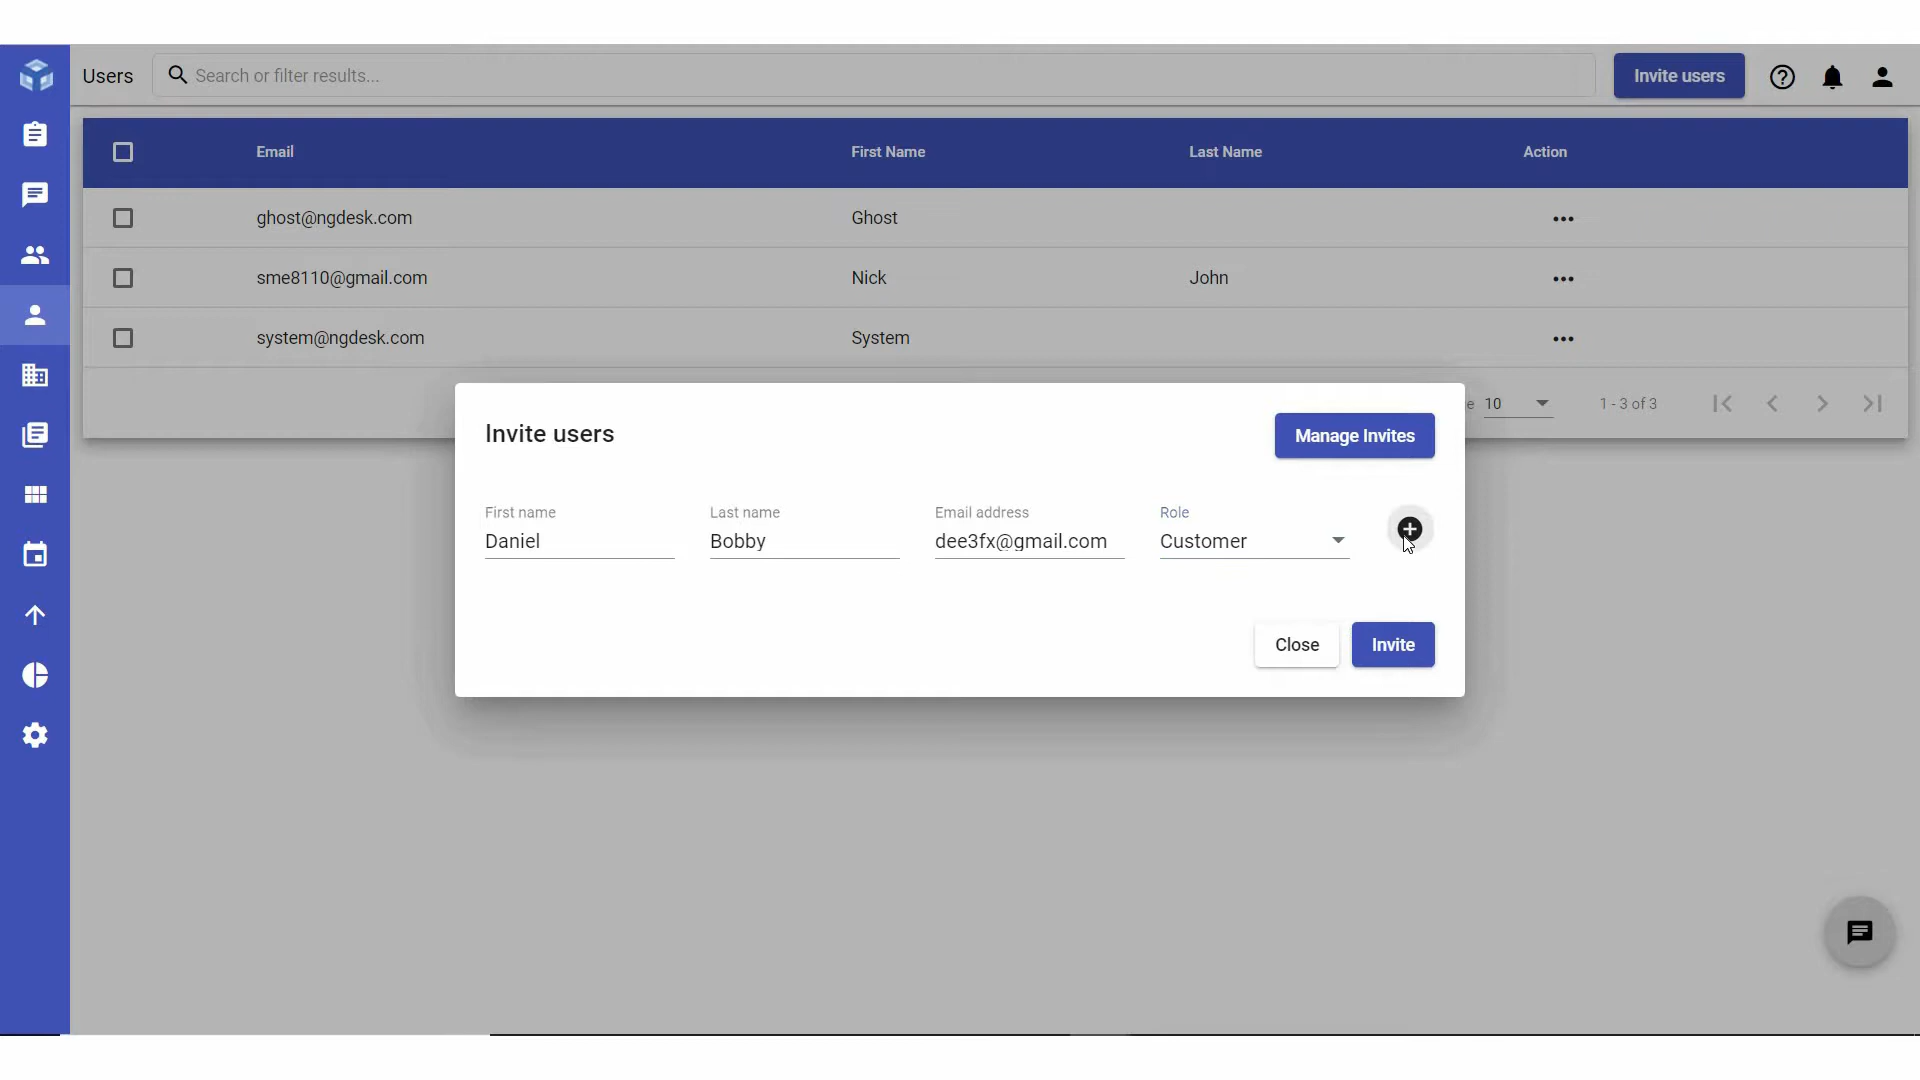 Users
Search or filter results...
Invite users
Email First Name Last Name Action
ghost@ngdesk.com Ghost
sme8110@gmail.com Nick John
system@ngdesk.com System
e 10 1 - 3 of 3
Invite users
Manage Invites
First name Last name Email address Role
Daniel Bobby dee3fx@gmail.com Customer
Close Invite